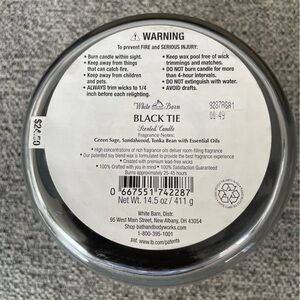 WARNING
TO PREVENT FIRE and SERIOUS INJURY:
• Burn candle within sight.
• Keep away from things
that can catch fire.
• Keep away from children
and pets.
• ALWAYS trim wicks to 1/4
inch before each relighting.
• Keep wax pool free of wick
trimmings and matches.
• DO NOT burn candle for more
than 4-hour intervals.
• DO NOT extinguish with water.
• AVOID drafts.
White Barn
BLACK TIE
Scented Candle
Fragrance Notes:
Green Sage, Sandalwood, Tonka Bean with Essential Oils
• High concentrations of rich fragrance oils deliver room-filling fragrance
• Our patented soy blend wax is formulated to provide the best fragrance experience
• Created with premium lead-free wicks
• 100% Crafted with you in mind • 100% Satisfaction Guaranteed
Burns approximately 25-45 hours
0 667551 742287
Net Wt. 14.5 oz / 411 g
White Barn, Distr.
95 West Main Street, New Albany, OH 43054
Shop bathandbodyworks.com
1-800-395-1001
pat. www.lb.com/patents